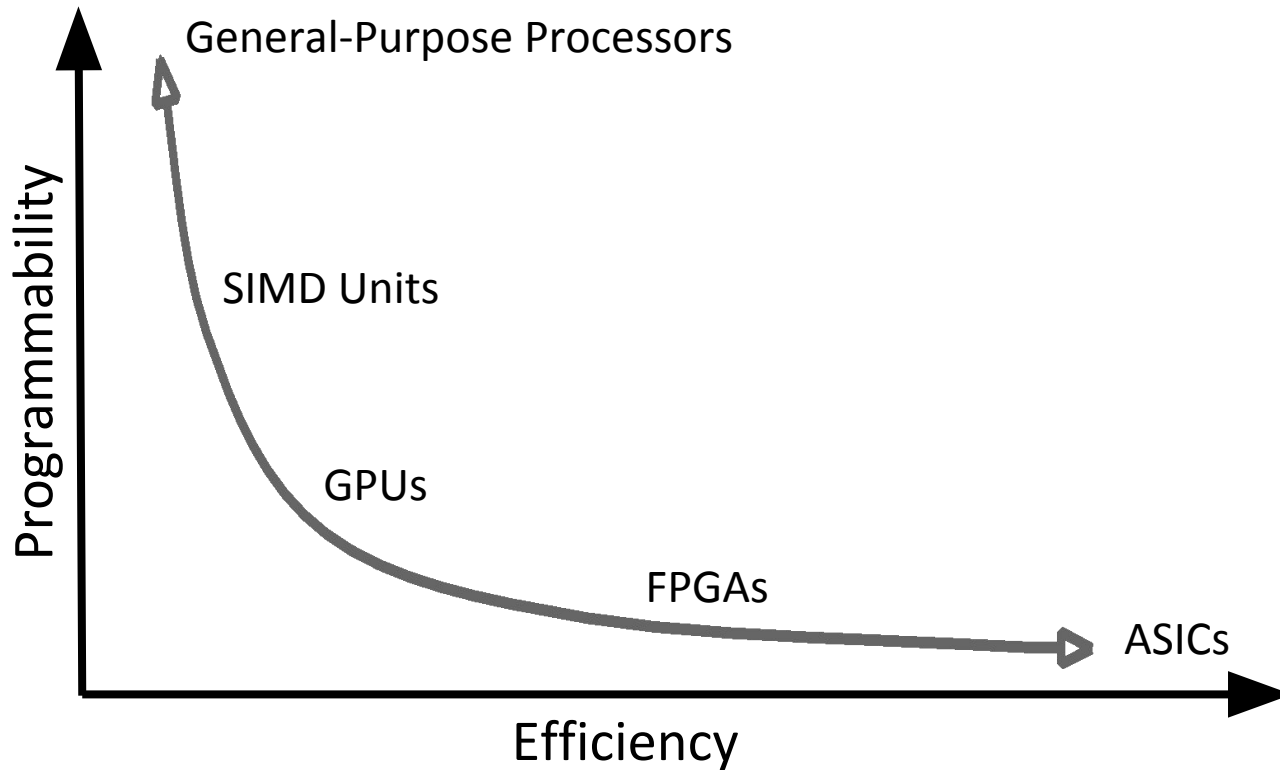 General-Purpose Processors
Programmability
SIMD Units
GPUs
FPGAs
ASICs
Efficiency